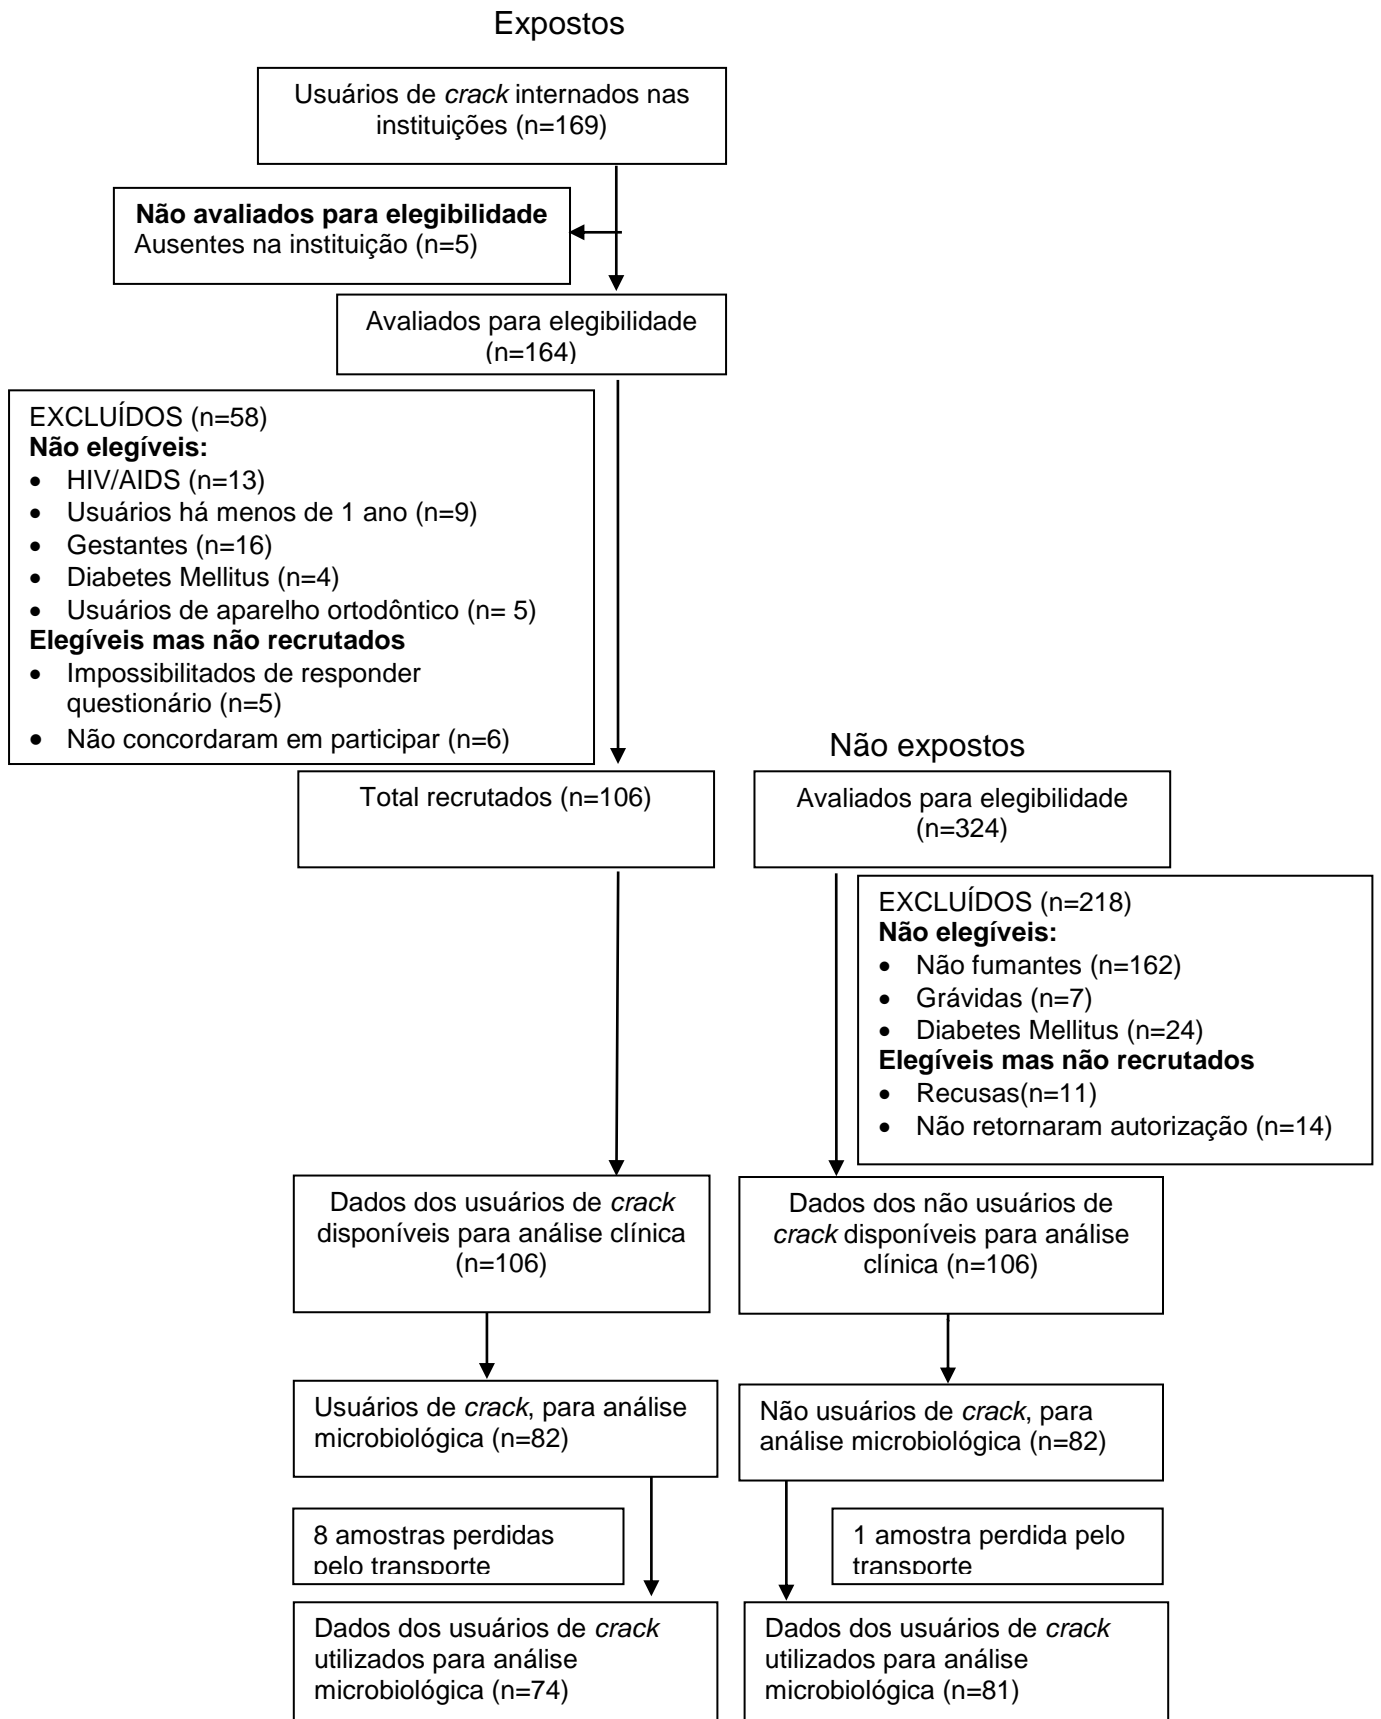 Expostos
Usuários de crack internados nas
instituições (n=169)
Não avaliados para elegibilidade
Ausentes na instituição (n=5)
Avaliados para elegibilidade
(n=164)
EXCLUÍDOS (n=58)
Não elegíveis:
• HIV/AIDS (n=13)
• Usuários há menos de 1 ano (n=9)
• Gestantes (n=16)
• Diabetes Mellitus (n=4)
• Usuários de aparelho ortodôntico (n= 5)
Elegíveis mas não recrutados
• Impossibilitados de responder
questionário (n=5)
• Não concordaram em participar (n=6)
Total recrutados (n=106)
Não expostos
Avaliados para elegibilidade
(n=324)
EXCLUÍDOS (n=218)
Não elegíveis:
• Não fumantes (n=162)
• Grávidas (n=7)
• Diabetes Mellitus (n=24)
Elegíveis mas não recrutados
• Recusas(n=11)
• Não retornaram autorização (n=14)
Dados dos usuários de crack
disponíveis para análise clínica
(n=106)
Dados dos não usuários de
crack disponíveis para análise
clínica (n=106)
Usuários de crack, para análise
microbiológica (n=82)
Não usuários de crack, para
análise microbiológica (n=82)
8 amostras perdidas
pelo transporte
1 amostra perdida pelo
transporte
Dados dos usuários de crack
utilizados para análise
microbiológica (n=74)
Dados dos usuários de crack
utilizados para análise
microbiológica (n=81)